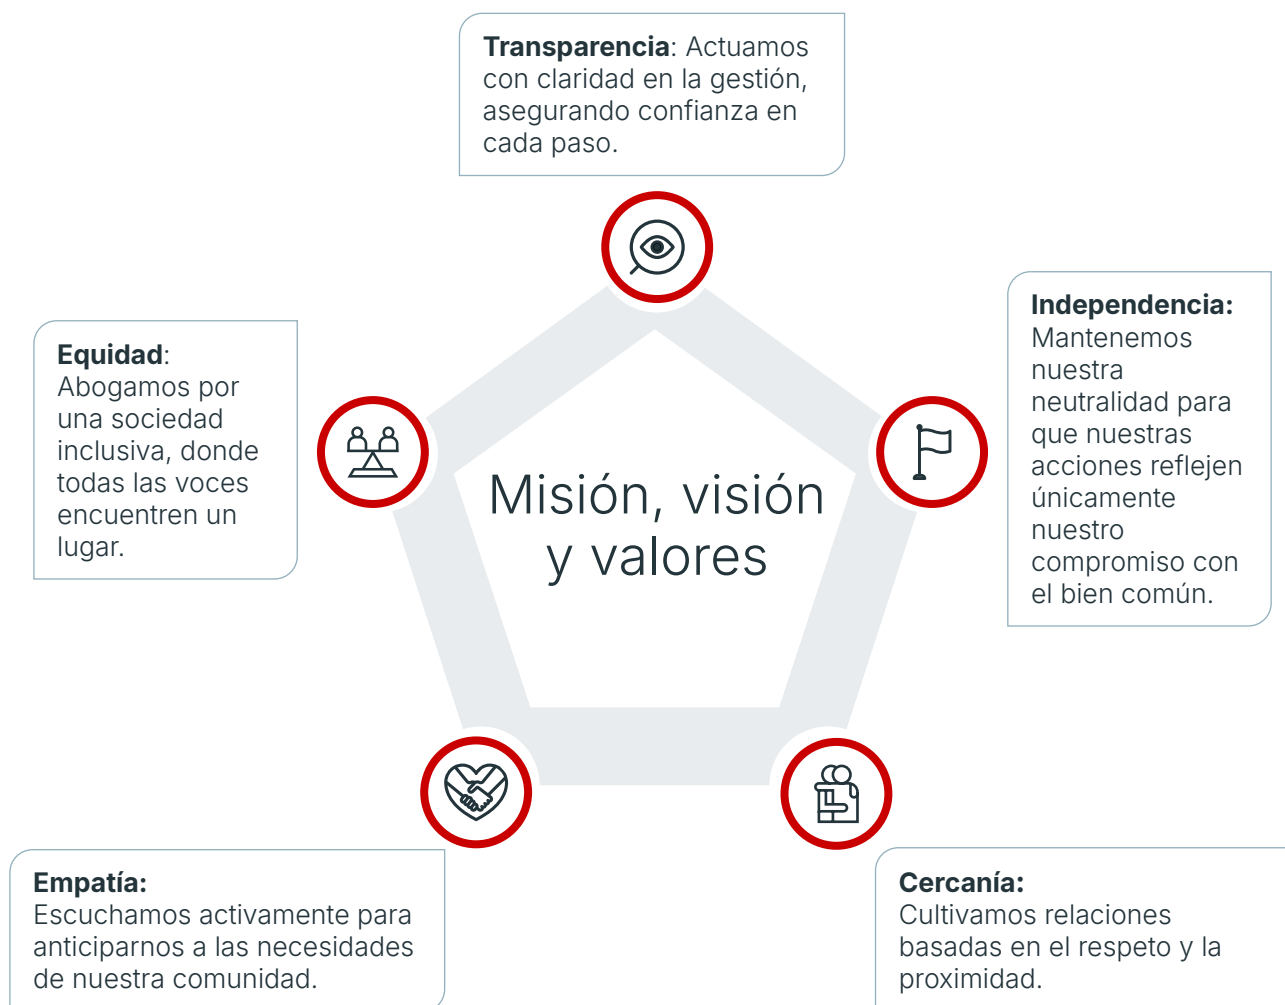 Transparencia: Actuamos
con claridad en la gestión,
asegurando confianza en
cada paso.
Independencia:
Mantenemos
nuestra
neutralidad para
que nuestras
acciones reflejen
únicamente
nuestro
compromiso con
el bien común.
Equidad:
Abogamos por
una sociedad
inclusiva, donde
todas las voces
encuentren un
lugar.
Misión, visión
y valores
Empatía:
Escuchamos activamente para
anticiparnos a las necesidades
de nuestra comunidad.
Cercanía:
Cultivamos relaciones
basadas en el respeto y la
proximidad.